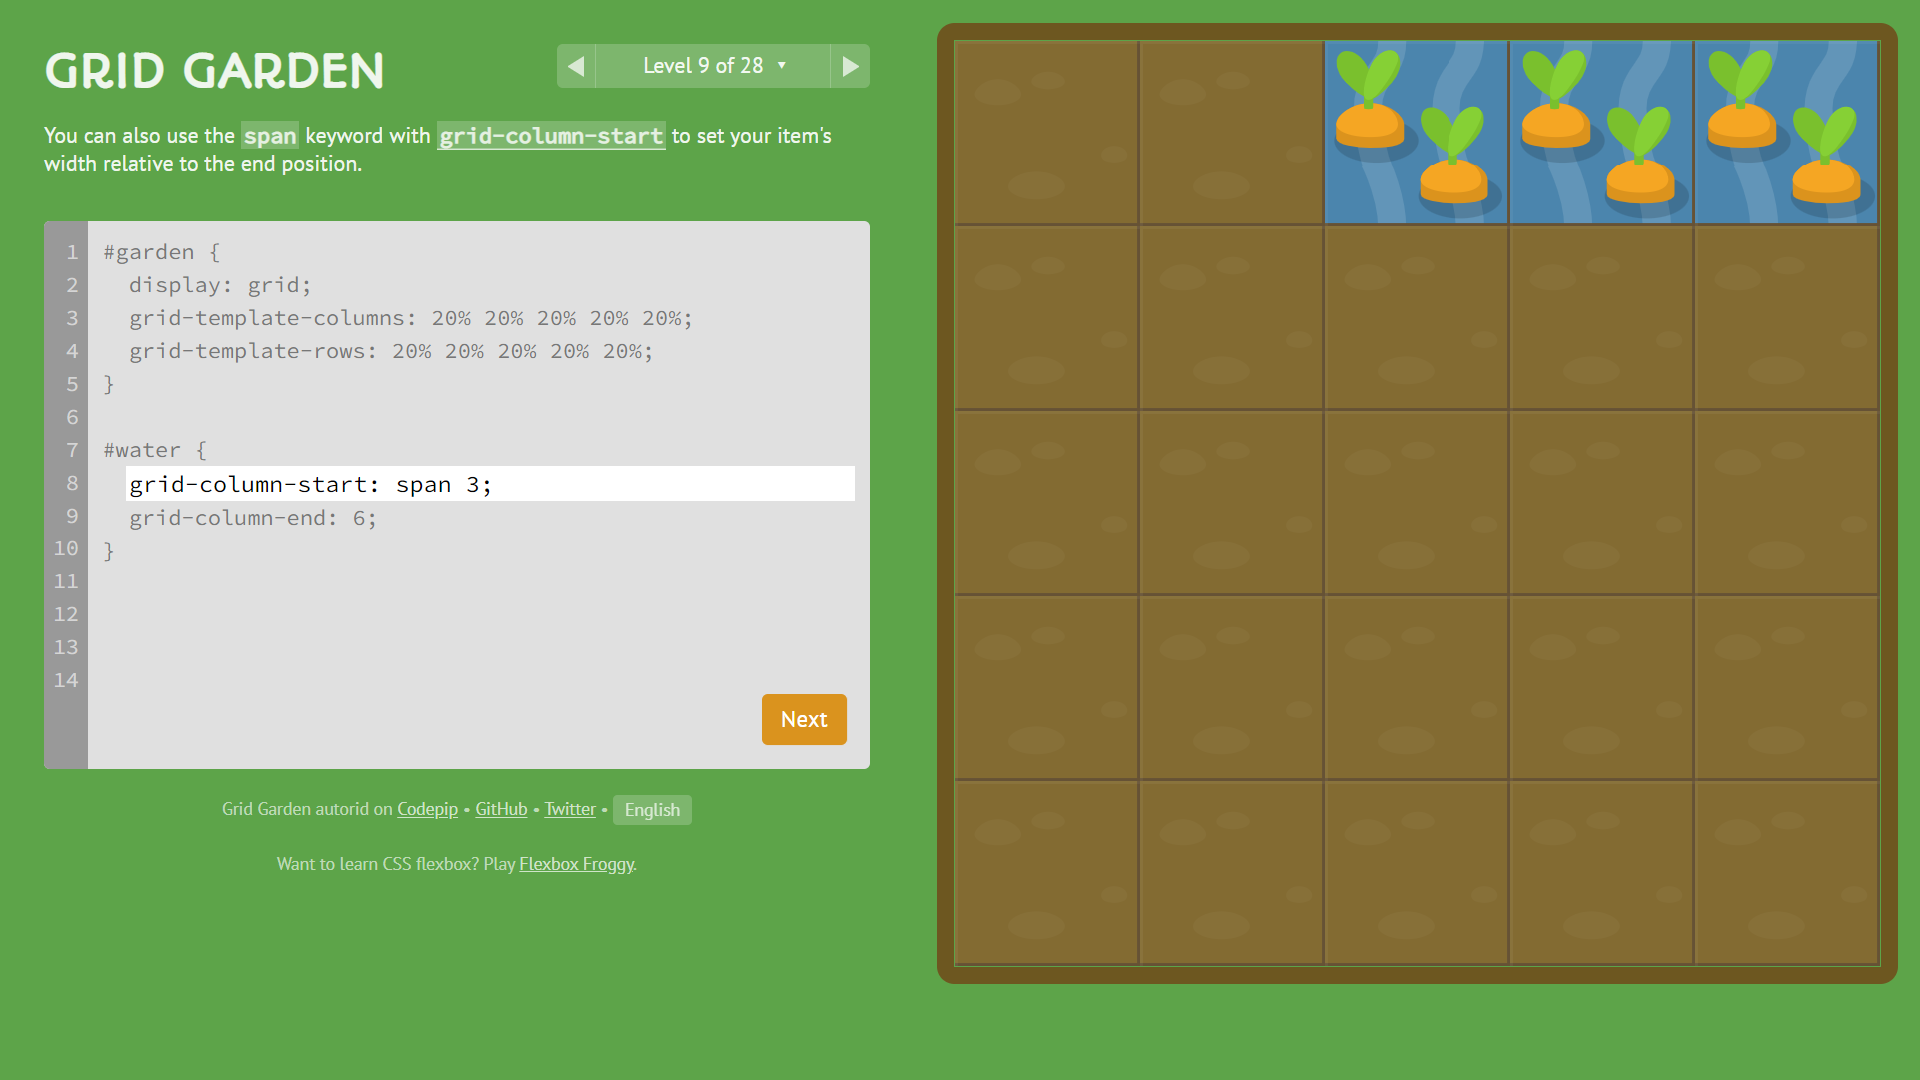 GRID GARDEN
Level 9 of 28 ▼
You can also use the span keyword with grid-column-start to set your item's
width relative to the end position.
1 #garden {
2 display: grid;
3 grid-template-columns: 20% 20% 20% 20% 20%;
4 grid-template-rows: 20% 20% 20% 20% 20%;
5 }
6
7 #water {
8 grid-column-start: span 3;
9 grid-column-end: 6;
10 }
11
12
13
14
Next
Grid Garden autorid on Codepip • GitHub • Twitter • English
Want to learn CSS flexbox? Play Flexbox Froggy.